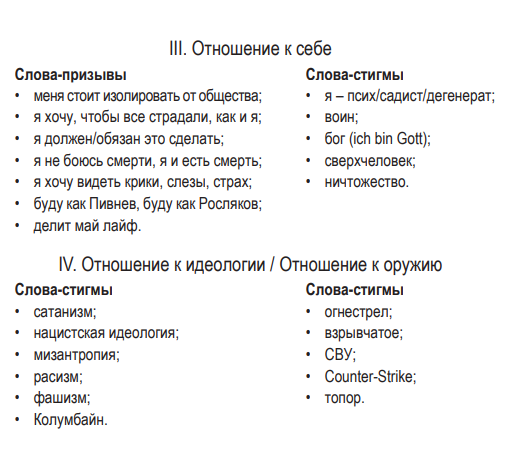 III. Отношение к себе
Слова-призывы
• меня стоит изолировать от общества;
• я хочу, чтобы все страдали, как и я;
• я должен/обязан это сделать;
• я не боюсь смерти, я и есть смерть;
• я хочу видеть крики, слезы, страх;
• буду как Пивнев, буду как Росляков;
• делит май лайф.
Слова-стигмы
• я – псих/садист/дегенерат;
• воин;
• бог (ich bin Gott);
• сверхчеловек;
• ничтожество.
IV. Отношение к идеологии / Отношение к оружию
Слова-стигмы
• сатанизм;
• нацистская идеология;
• мизантропия;
• расизм;
• фашизм;
• Колумбайн.
Слова-стигмы
• огнестрел;
• взрывчатое;
• СВУ;
• Counter-Strike;
• топор.